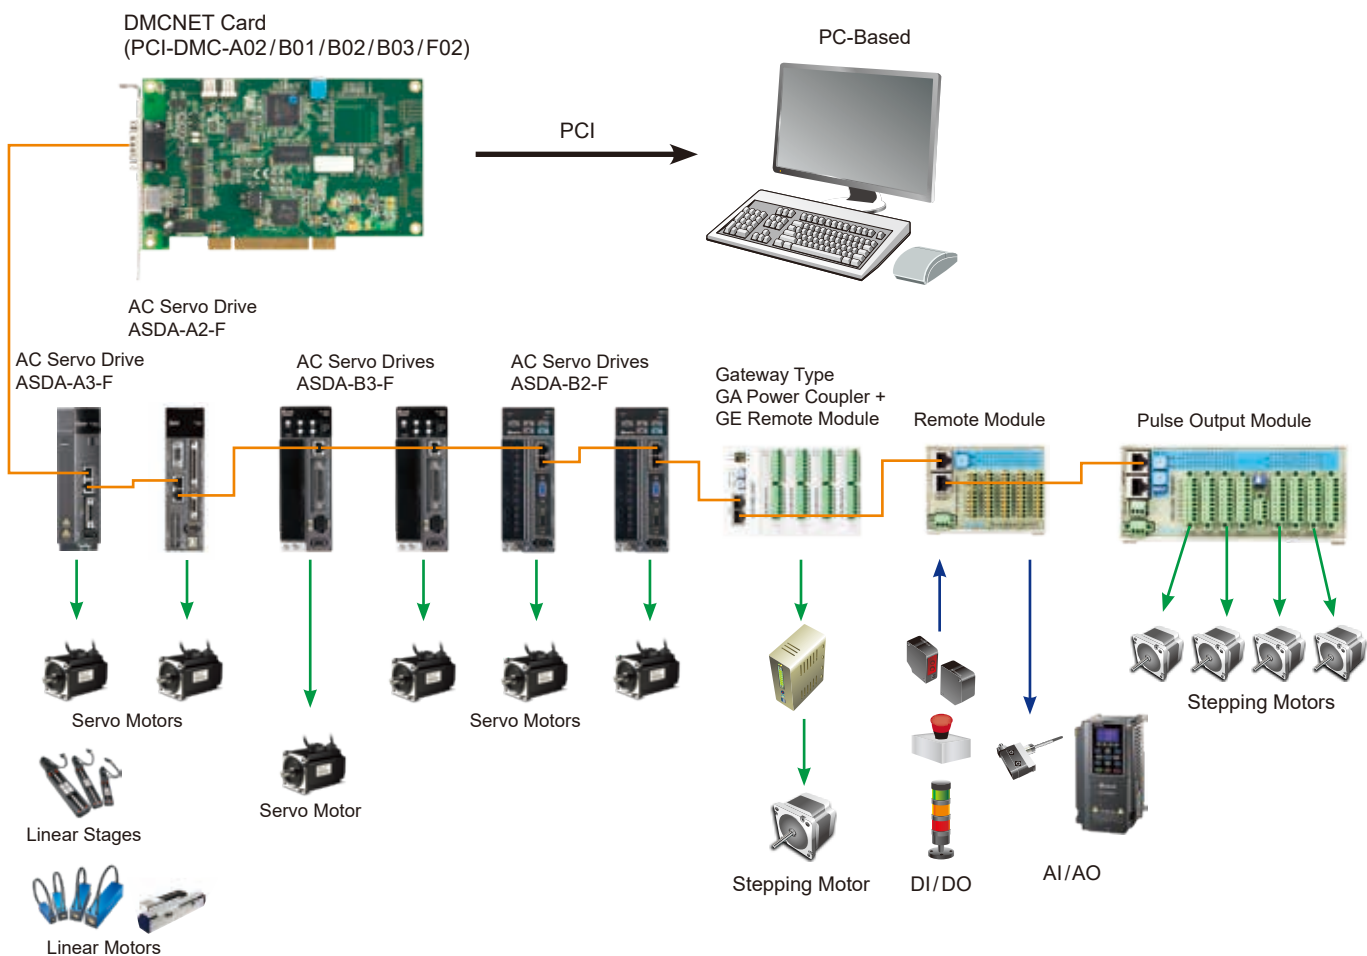 DMCNET Card
(PCI-DMC-A02/B01/B02/B03/F02)
PC-Based
PCI
AC Servo Drive
ASDA-A2-F
AC Servo Drive
ASDA-A3-F
AC Servo Drives
ASDA-B3-F
AC Servo Drives
ASDA-B2-F
Gateway Type
GA Power Coupler +
GE Remote Module
Remote Module
Pulse Output Module
Servo Motors
Servo Motors
Stepping Motors
Servo Motor
Linear Stages
Stepping Motor
DI/DO
AI/AO
Linear Motors